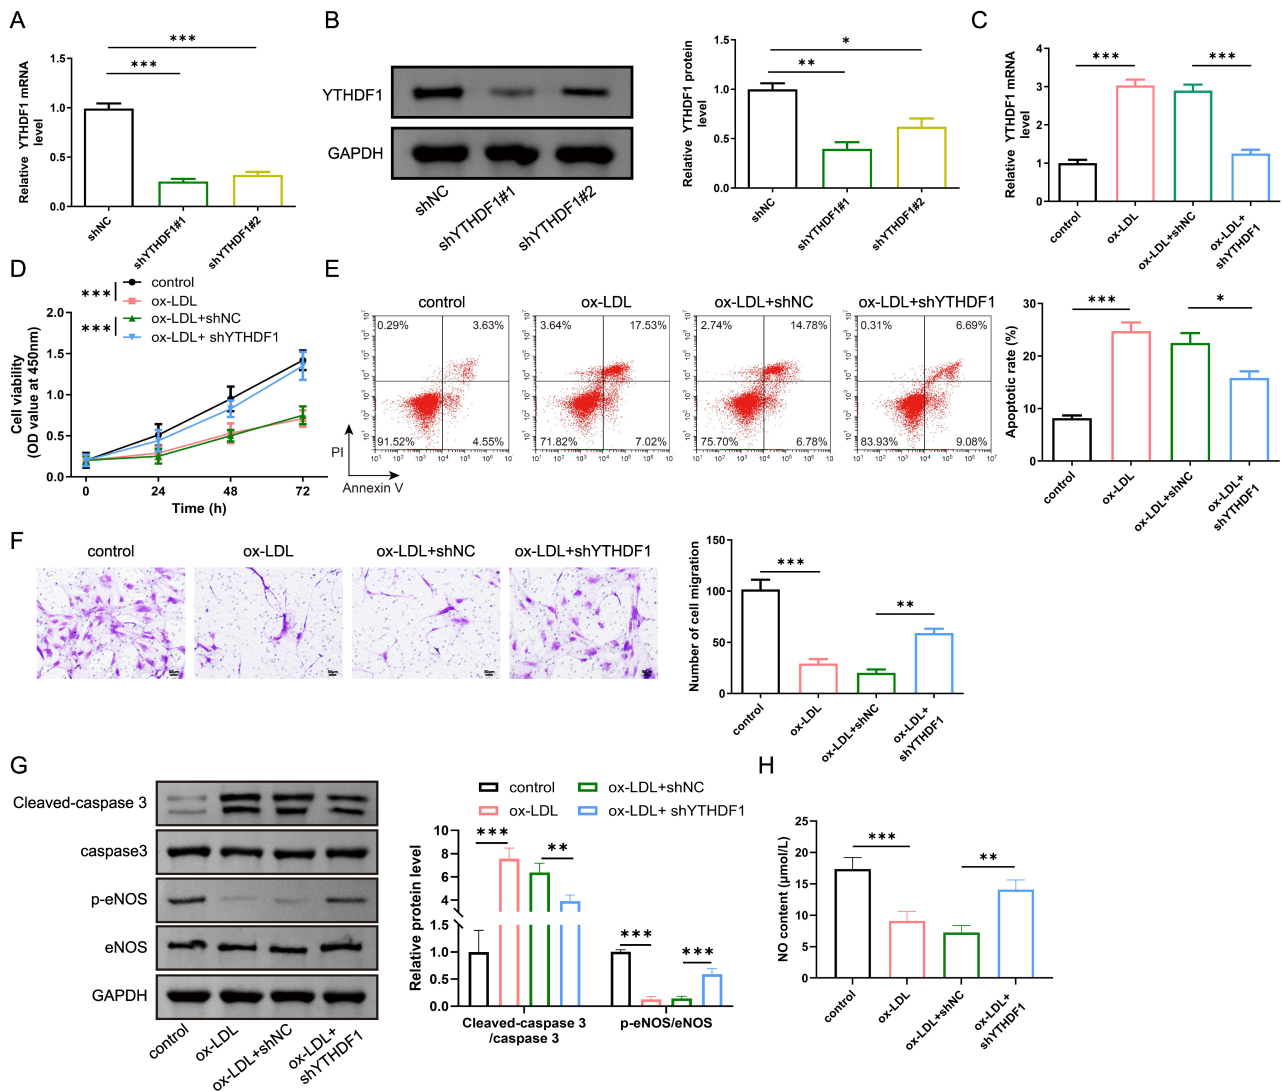 A
Relative YTHDF1 mRNA
level
1.5
1.0
0.5
0.0
***
***
shNC
shYTHDF1#1
shYTHDF1#2
B
YTHDF1
GAPDH
shNC
shYTHDF1#1
shYTHDF1#2
Relative YTHDF1 protein
level
1.5
1.0
0.5
0.0
*
**
shNC
shYTHDF1#1
shYTHDF1#2
C
Relative YTHDF1 mRNA
level
4
3
2
1
0
***
***
control
ox-LDL
ox-LDL+shNC
ox-LDL+
shYTHDF1
D
***
***
control
ox-LDL
ox-LDL+shNC
ox-LDL+ shYTHDF1
Cell viability
(OD value at 450nm)
2.0
1.5
1.0
0.5
0.0
0
24
48
72
Time (h)
E
control
ox-LDL
ox-LDL+shNC
ox-LDL+shYTHDF1
0.29%
3.63%
91.52%
4.55%
3.64%
17.53%
71.82%
7.02%
2.74%
14.78%
75.70%
6.78%
0.31%
6.69%
83.93%
9.08%
PI
Annexin V
Apoptotic rate (%)
30
20
10
0
***
*
control
ox-LDL
ox-LDL+shNC
ox-LDL+
shYTHDF1
F
control
ox-LDL
ox-LDL+shNC
ox-LDL+shYTHDF1
Number of cell migration
150
100
50
0
***
**
control
ox-LDL
ox-LDL+shNC
ox-LDL+
shYTHDF1
G
Cleaved-caspase 3
caspase3
p-eNOS
eNOS
GAPDH
control
ox-LDL
ox-LDL+shNC
ox-LDL+
shYTHDF1
control
ox-LDL
ox-LDL+shNC
ox-LDL+ shYTHDF1
Relative protein level
10
8
6
4
1.5
1.0
0.5
0.0
***
**
***
***
Cleaved-caspase 3
/caspase 3
p-eNOS/eNOS
H
NO content (μmol/L)
25
20
15
10
5
0
***
**
control
ox-LDL
ox-LDL+shNC
ox-LDL+
shYTHDF1